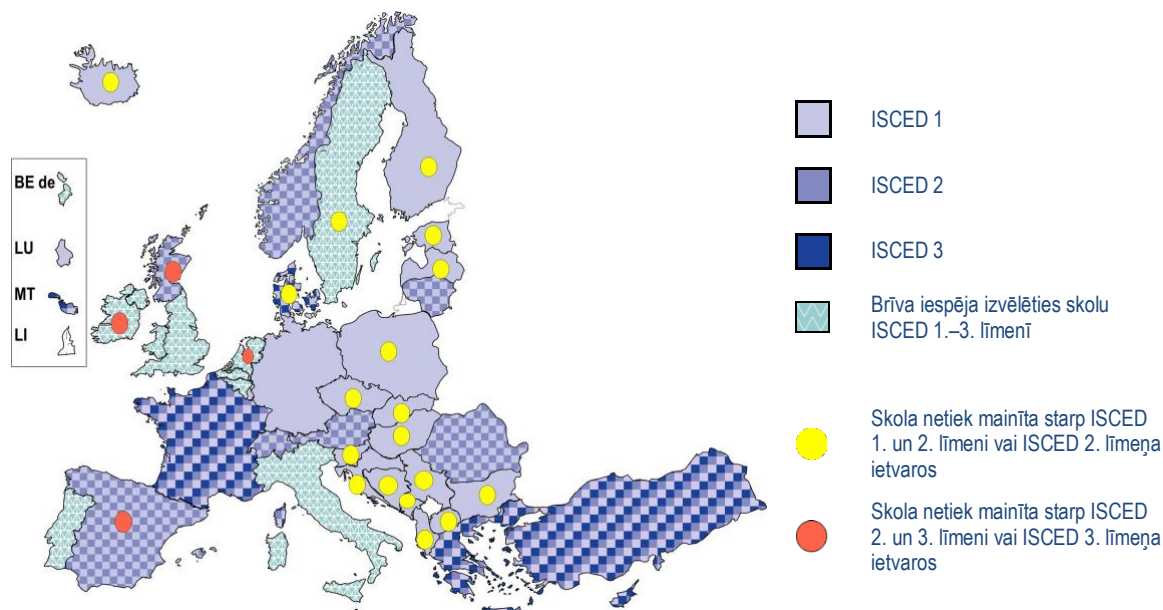 BE de
LU
MT
LI
ISCED 1
ISCED 2
ISCED 3
Brīva iespēja izvēlēties skolu
ISCED 1.–3. līmenī
Skola netiek mainīta starp ISCED
1. un 2. līmeni vai ISCED 2. līmeņa
ietvaros
Skola netiek mainīta starp ISCED
2. un 3. līmeni vai ISCED 3. līmeņa
ietvaros